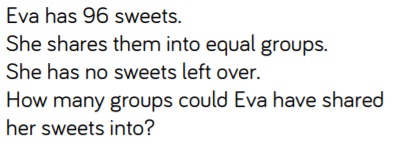 Eva has 96 sweets.
She shares them into equal groups.
She has no sweets left over.
How many groups could Eva have shared
her sweets into?